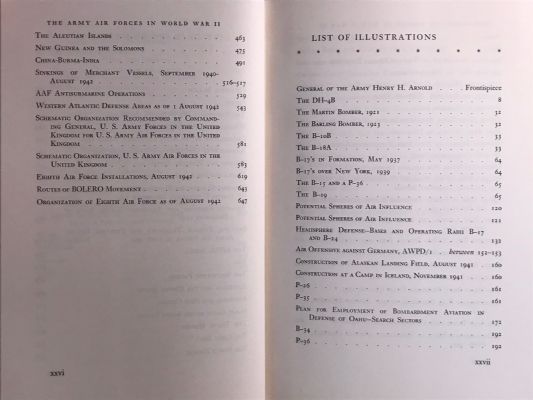 THE ARMY AIR FORCES IN WORLD WAR II
THE ALEUTIAN ISLANDS . . . . . . . . . 463
NEW GUINEA AND THE SOLOMONS . . . . . . . 475
CHINA-BURMA-INDIA . . . . . . . . . . 491
SINKINGS OF MERCHANT VESSELS, SEPTEMBER 1940-
AUGUST 1942 . . . . . . . . . . 516-517
AAF ANTISUBMARINE OPERATIONS . . . . . . . 529
WESTERN ATLANTIC DEFENSE AREAS AS OF 1 AUGUST 1942 . 543
SCHEMATIC ORGANIZATION RECOMMENDED BY COMMAND-
ING GENERAL, U. S. ARMY FORCES IN THE UNITED
KINGDOM FOR U. S. ARMY FORCES IN THE UNITED
KINGDOM . . . . . . . . . . . 581
SCHEMATIC ORGANIZATION, U. S. ARMY FORCES IN THE
UNITED KINGDOM . . . . . . . . . . 583
EIGHTH AIR FORCE INSTALLATIONS, AUGUST 1942 . . . 619
ROUTES OF BOLERO MOVEMENT . . . . . . . . 643
ORGANIZATION OF EIGHTH AIR FORCE AS OF AUGUST 1942 . 647
xxvi
LIST OF ILLUSTRATIONS
* * * * * * * * * * *
GENERAL OF THE ARMY HENRY H. ARNOLD . . Frontispiece
THE DH-4B . . . . . . . . . . . 8
THE MARTIN BOMBER, 1921 . . . . . . . . 32
THE BARLING BOMBER, 1923 . . . . . . . . 32
THE B-10B . . . . . . . . . . . 33
THE B-18A . . . . . . . . . . . 33
B-17'S IN FORMATION, MAY 1937 . . . . . . 64
B-17'S OVER NEW YORK, 1939 . . . . . . . 64
THE B-15 AND A P-36 . . . . . . . . . 65
THE B-19 . . . . . . . . . . . 65
POTENTIAL SPHERES OF AIR INFLUENCE . . . . . 120
POTENTIAL SPHERES OF AIR INFLUENCE . . . . . 121
HEMISPHERE DEFENSE—BASES AND OPERATING RADII B-17
AND B-24 . . . . . . . . . . . 132
AIR OFFENSIVE AGAINST GERMANY, AWPD/1 . between 152-153
CONSTRUCTION OF ALASKAN LANDING FIELD, AUGUST 1941 . 160
CONSTRUCTION AT A CAMP IN ICELAND, NOVEMBER 1941 . . 160
P-26 . . . . . . . . . . . . 161
P-35 . . . . . . . . . . . . 161
PLAN FOR EMPLOYMENT OF BOMBARDMENT AVIATION IN
DEFENSE OF OAHU—SEARCH SECTORS . . . . . . 172
B-34 . . . . . . . . . . . . 192
P-36 . . . . . . . . . . . . 192
xxvii